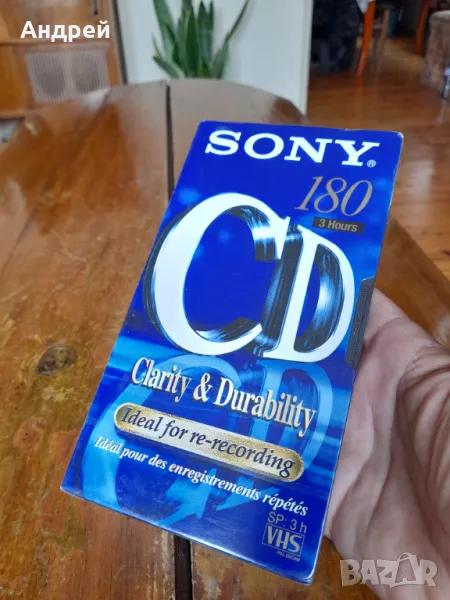 Андрей
SONY®
180
3 Hours
CD
Clarity & Durability
Ideal for re-recording
Idéal pour des enregistrements répétés
SP: 3 h
VHS
BAZAR